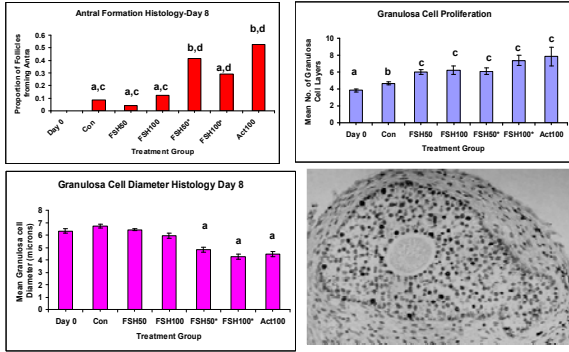 Antral Formation Histology-Day 8
Proportion of Follicles
froming Antra
0.6
0.5
0.4
0.3
0.2
0.1
0
a,c
a,c
a,c
b,d
a,d
b,d
Day 0
Con
FSH50
FSH100
FSH50*
FSH100*
Act100
Treatment Group
Granulosa Cell Proliferation
Mean No. of Granulosa
Cell Layers
10
8
6
4
2
0
a
b
c
c
c
c
c
Day 0 Con FSH50 FSH100 FSH50* FSH100* Act100
Treatment Group
Granulosa Cell Diameter Histology Day 8
Mean Granulosa cell
Diameter (microns)
8
7
6
5
4
3
2
1
0
a
a
a
Day 0 Con FSH50 FSH100 FSH50* FSH100* Act100
Treatment Group